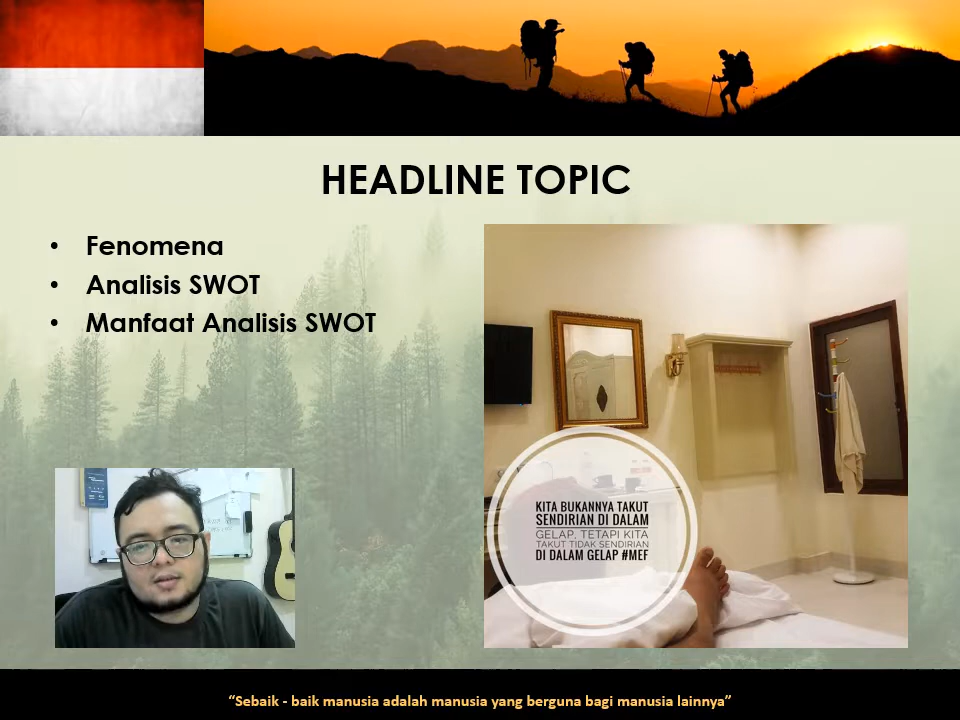 HEADLINE TOPIC
• Fenomena
• Analisis SWOT
• Manfaat Analisis SWOT
KITA BUKANNYA TAKUT
SENDIRIAN DI DALAM
GELAP, TETAPI KITA
TAKUT TIDAK SENDIRIAN
DI DALAM GELAP #MEF
“Sebaik - baik manusia adalah manusia yang berguna bagi manusia lainnya”